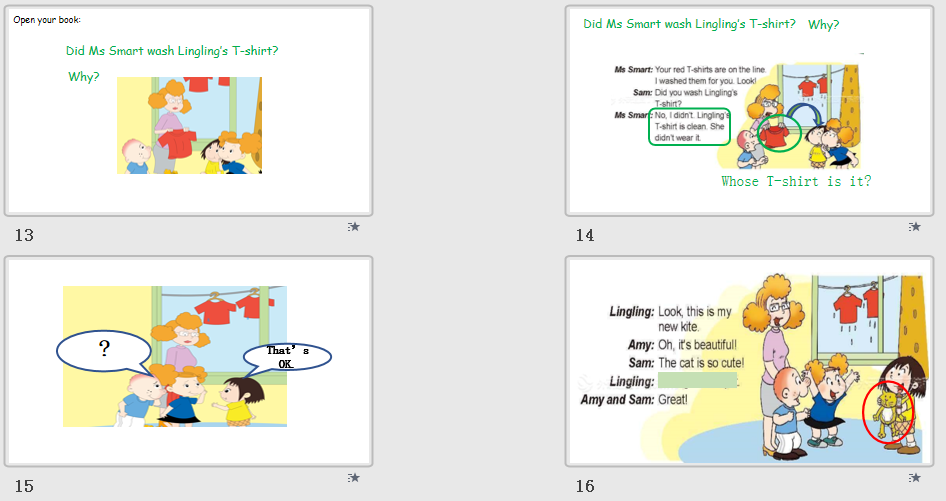 Open your book:
Did Ms Smart wash Lingling's T-shirt?
Why?
13
Did Ms Smart wash Lingling's T-shirt? Why?
Ms Smart: Your red T-shirts are on the line.
I washed them for you. Look!
Sam: Did you wash Lingling's
T-shirt?
Ms Smart: No, I didn't. Lingling's
T-shirt is clean. She
didn't wear it.
Whose T-shirt is it?
14
?
That's
OK.
15
Lingling: Look, this is my
new kite.
Amy: Oh, it's beautiful!
Sam: The cat is so cute!
Lingling:
Amy and Sam: Great!
16